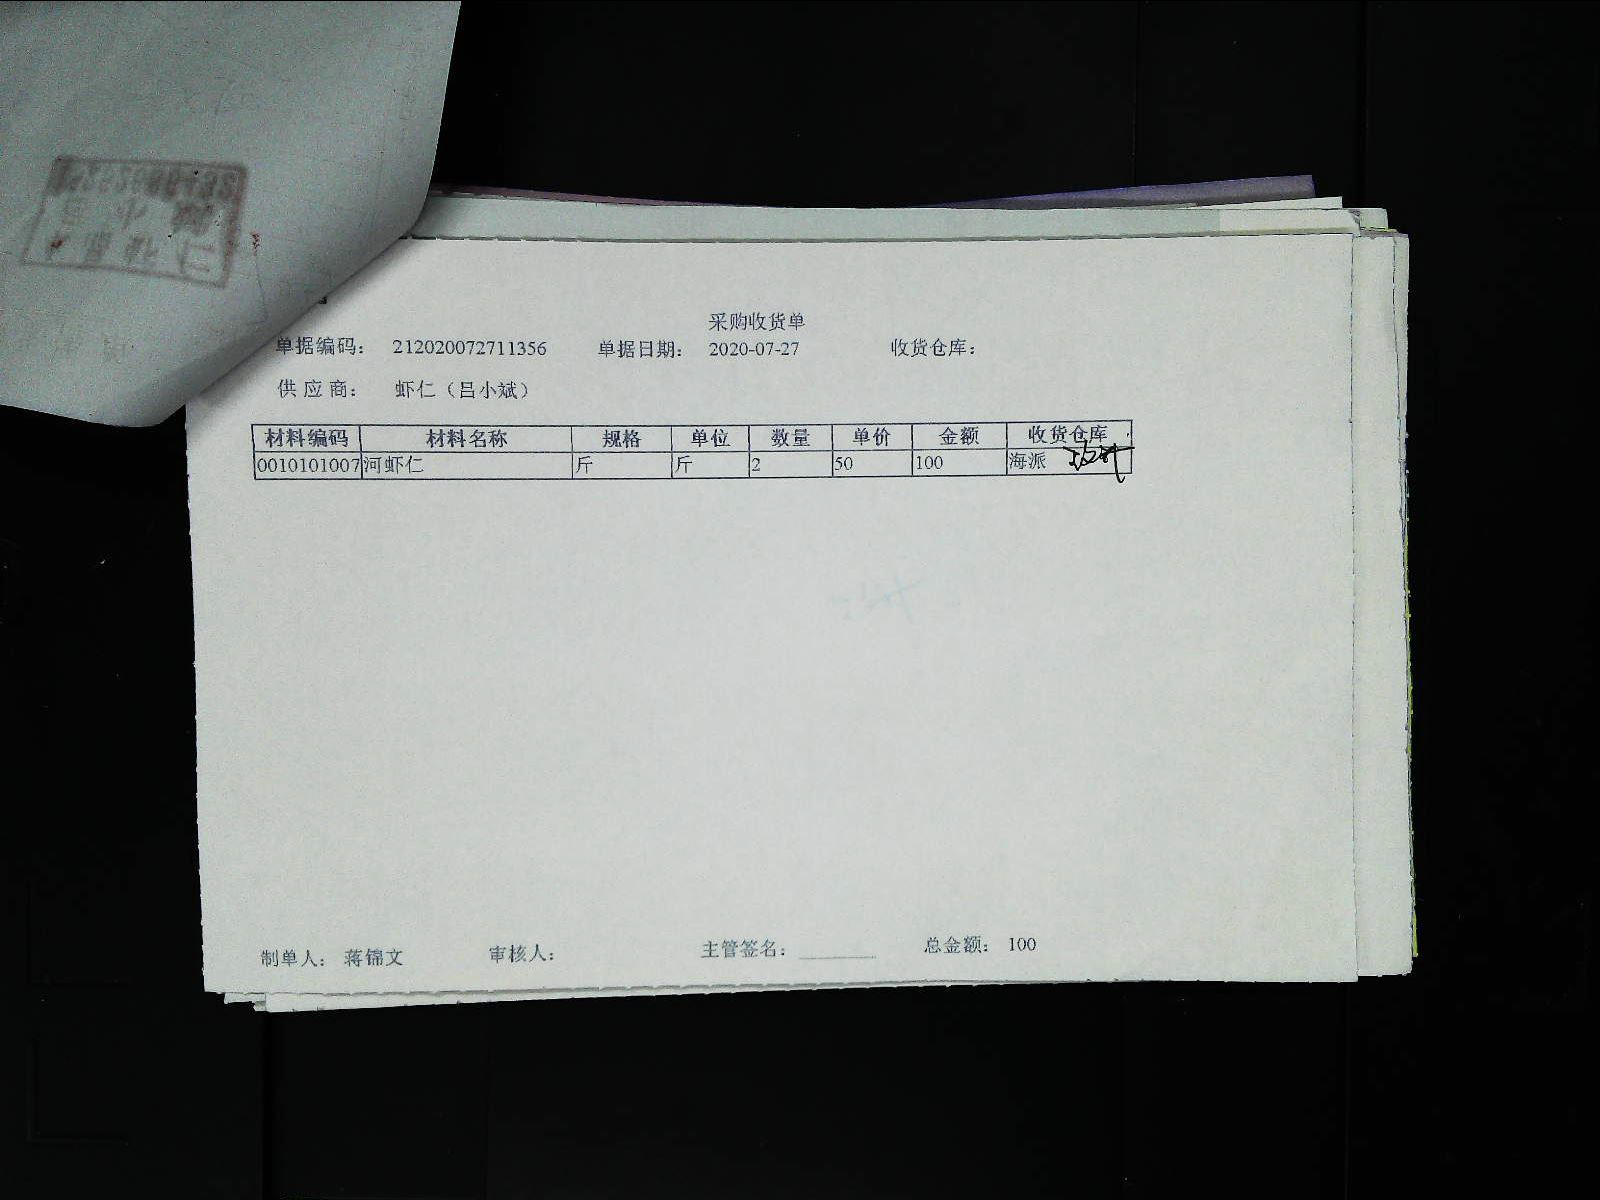 采购收货单
单据编码： 212020072711356 单据日期： 2020-07-27 收货仓库：
供应商： 虾仁（吕小斌）
材料编码 材料名称 规格 单位 数量 单价 金额 收货仓库
0010101007 河虾仁 斤 斤 2 50 100 海派
制单人： 蒋锦文 审核人： 主管签名： 总金额： 100